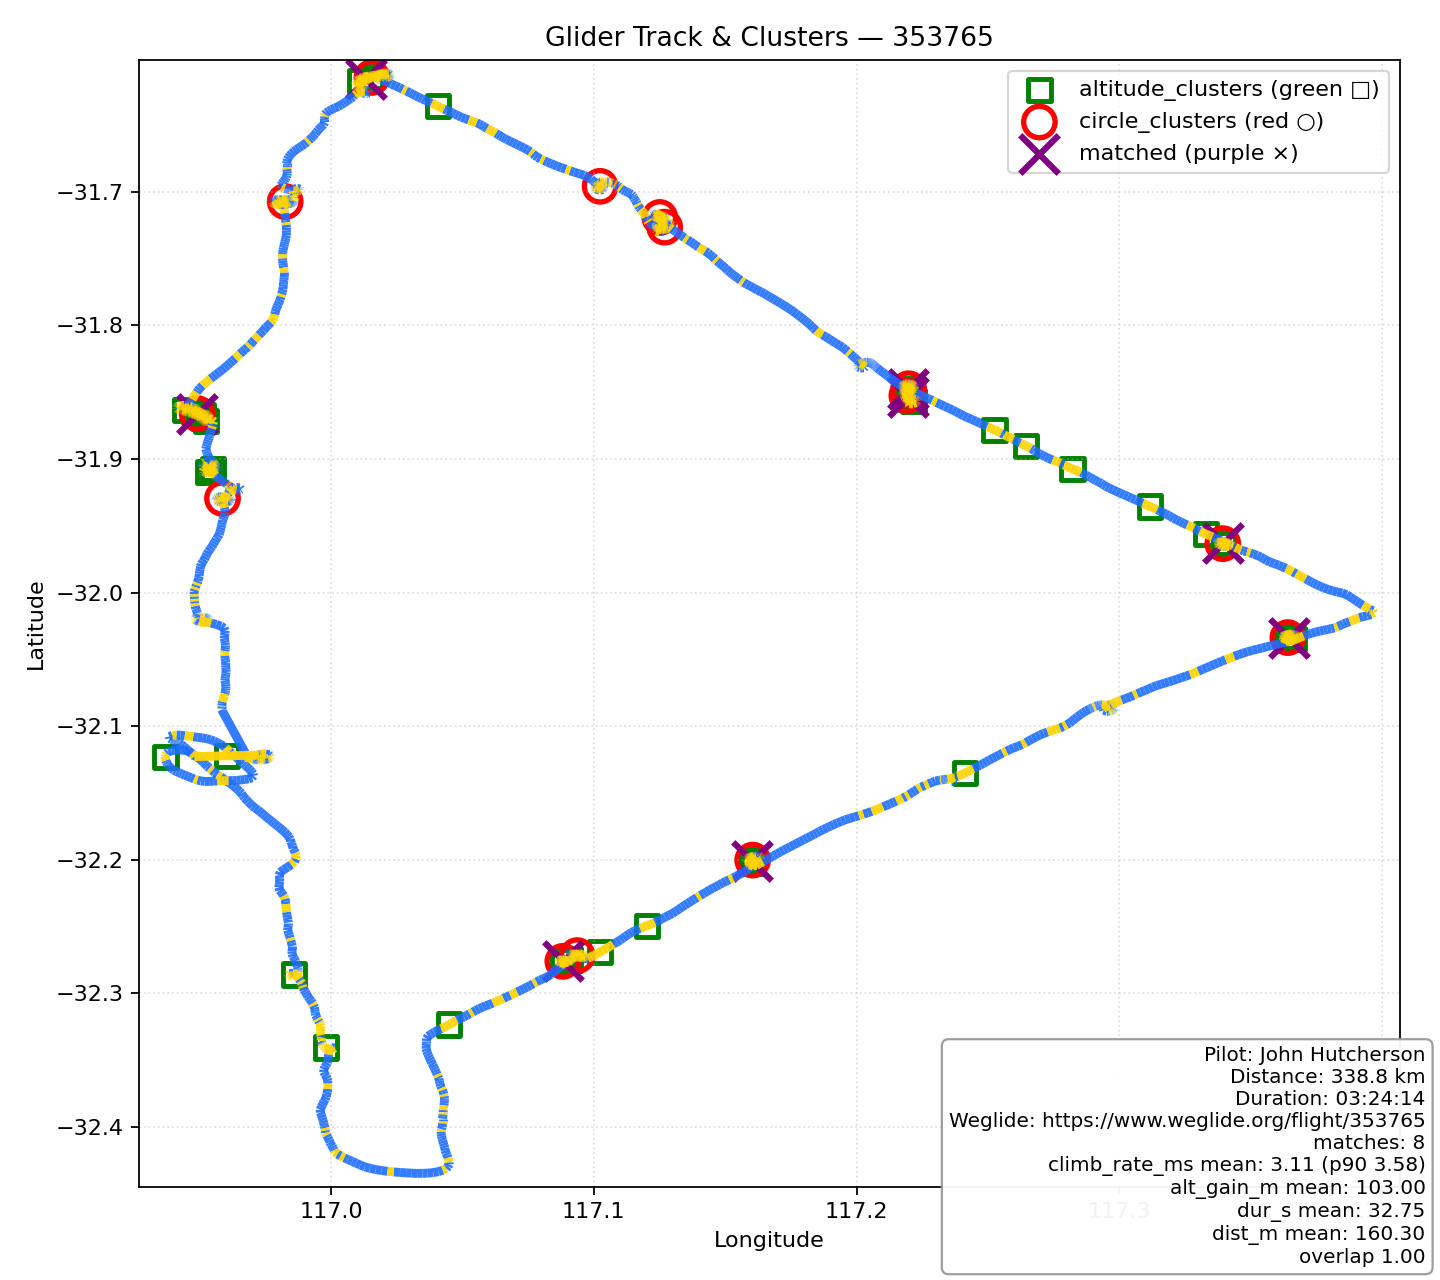 Glider Track & Clusters — 353765
altitude_clusters (green □)
circle_clusters (red ○)
matched (purple ×)
Latitude
−31.7
−31.8
−31.9
−32.0
−32.1
−32.2
−32.3
−32.4
117.0
117.1
117.2
117.3
Longitude
Pilot: John Hutcherson
Distance: 338.8 km
Duration: 03:24:14
Weglide: https://www.weglide.org/flight/353765
matches: 8
climb_rate_ms mean: 3.11 (p90 3.58)
alt_gain_m mean: 103.00
dur_s mean: 32.75
dist_m mean: 160.30
overlap 1.00